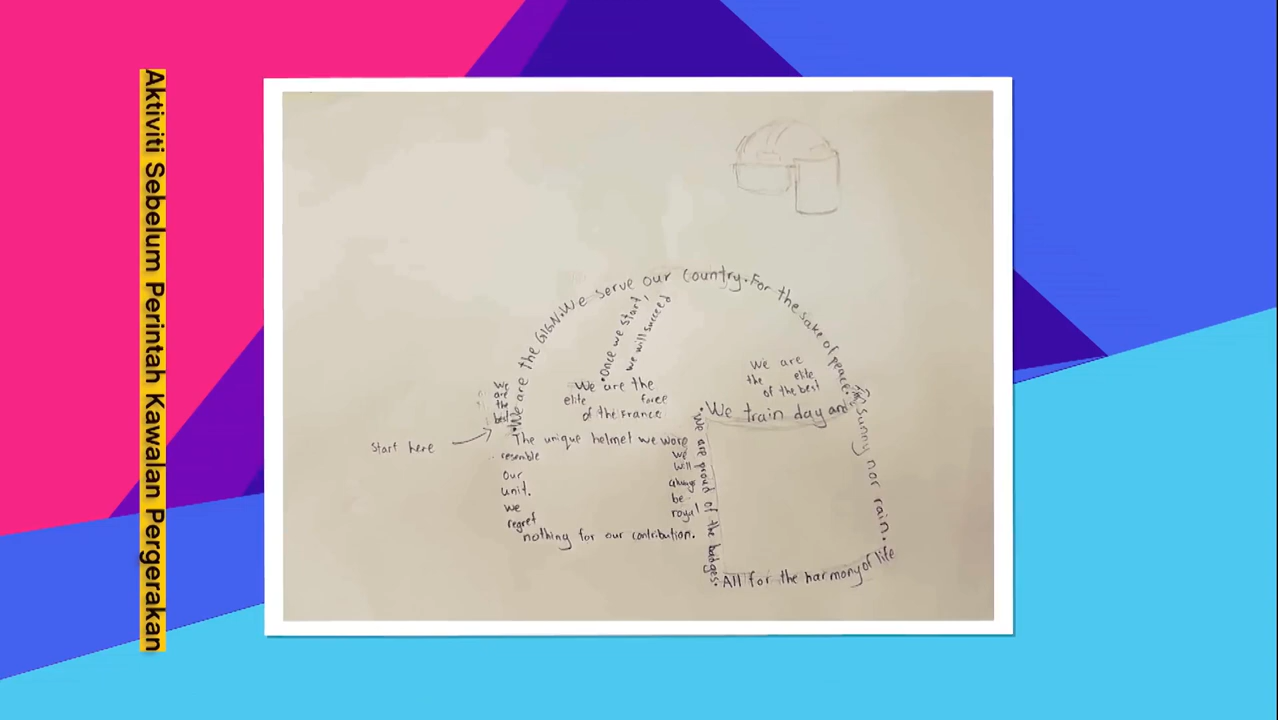 Aktiviti Sebelum Perintah Kawalan Pergerakan
Start here
We
are
the
best
We are the GIGN. We serve our country. For the sake of peace.
Once we start,
we will succeed
We are the
elite force
of the France
We are
the elite
of the best
We train day and
Sunny nor rain.
The unique helmet we wore
resemble
our
unit.
we
regret
nothing for our contribution.
we
will
always
be
royal!
We are proud of the badges.
All for the harmony of life